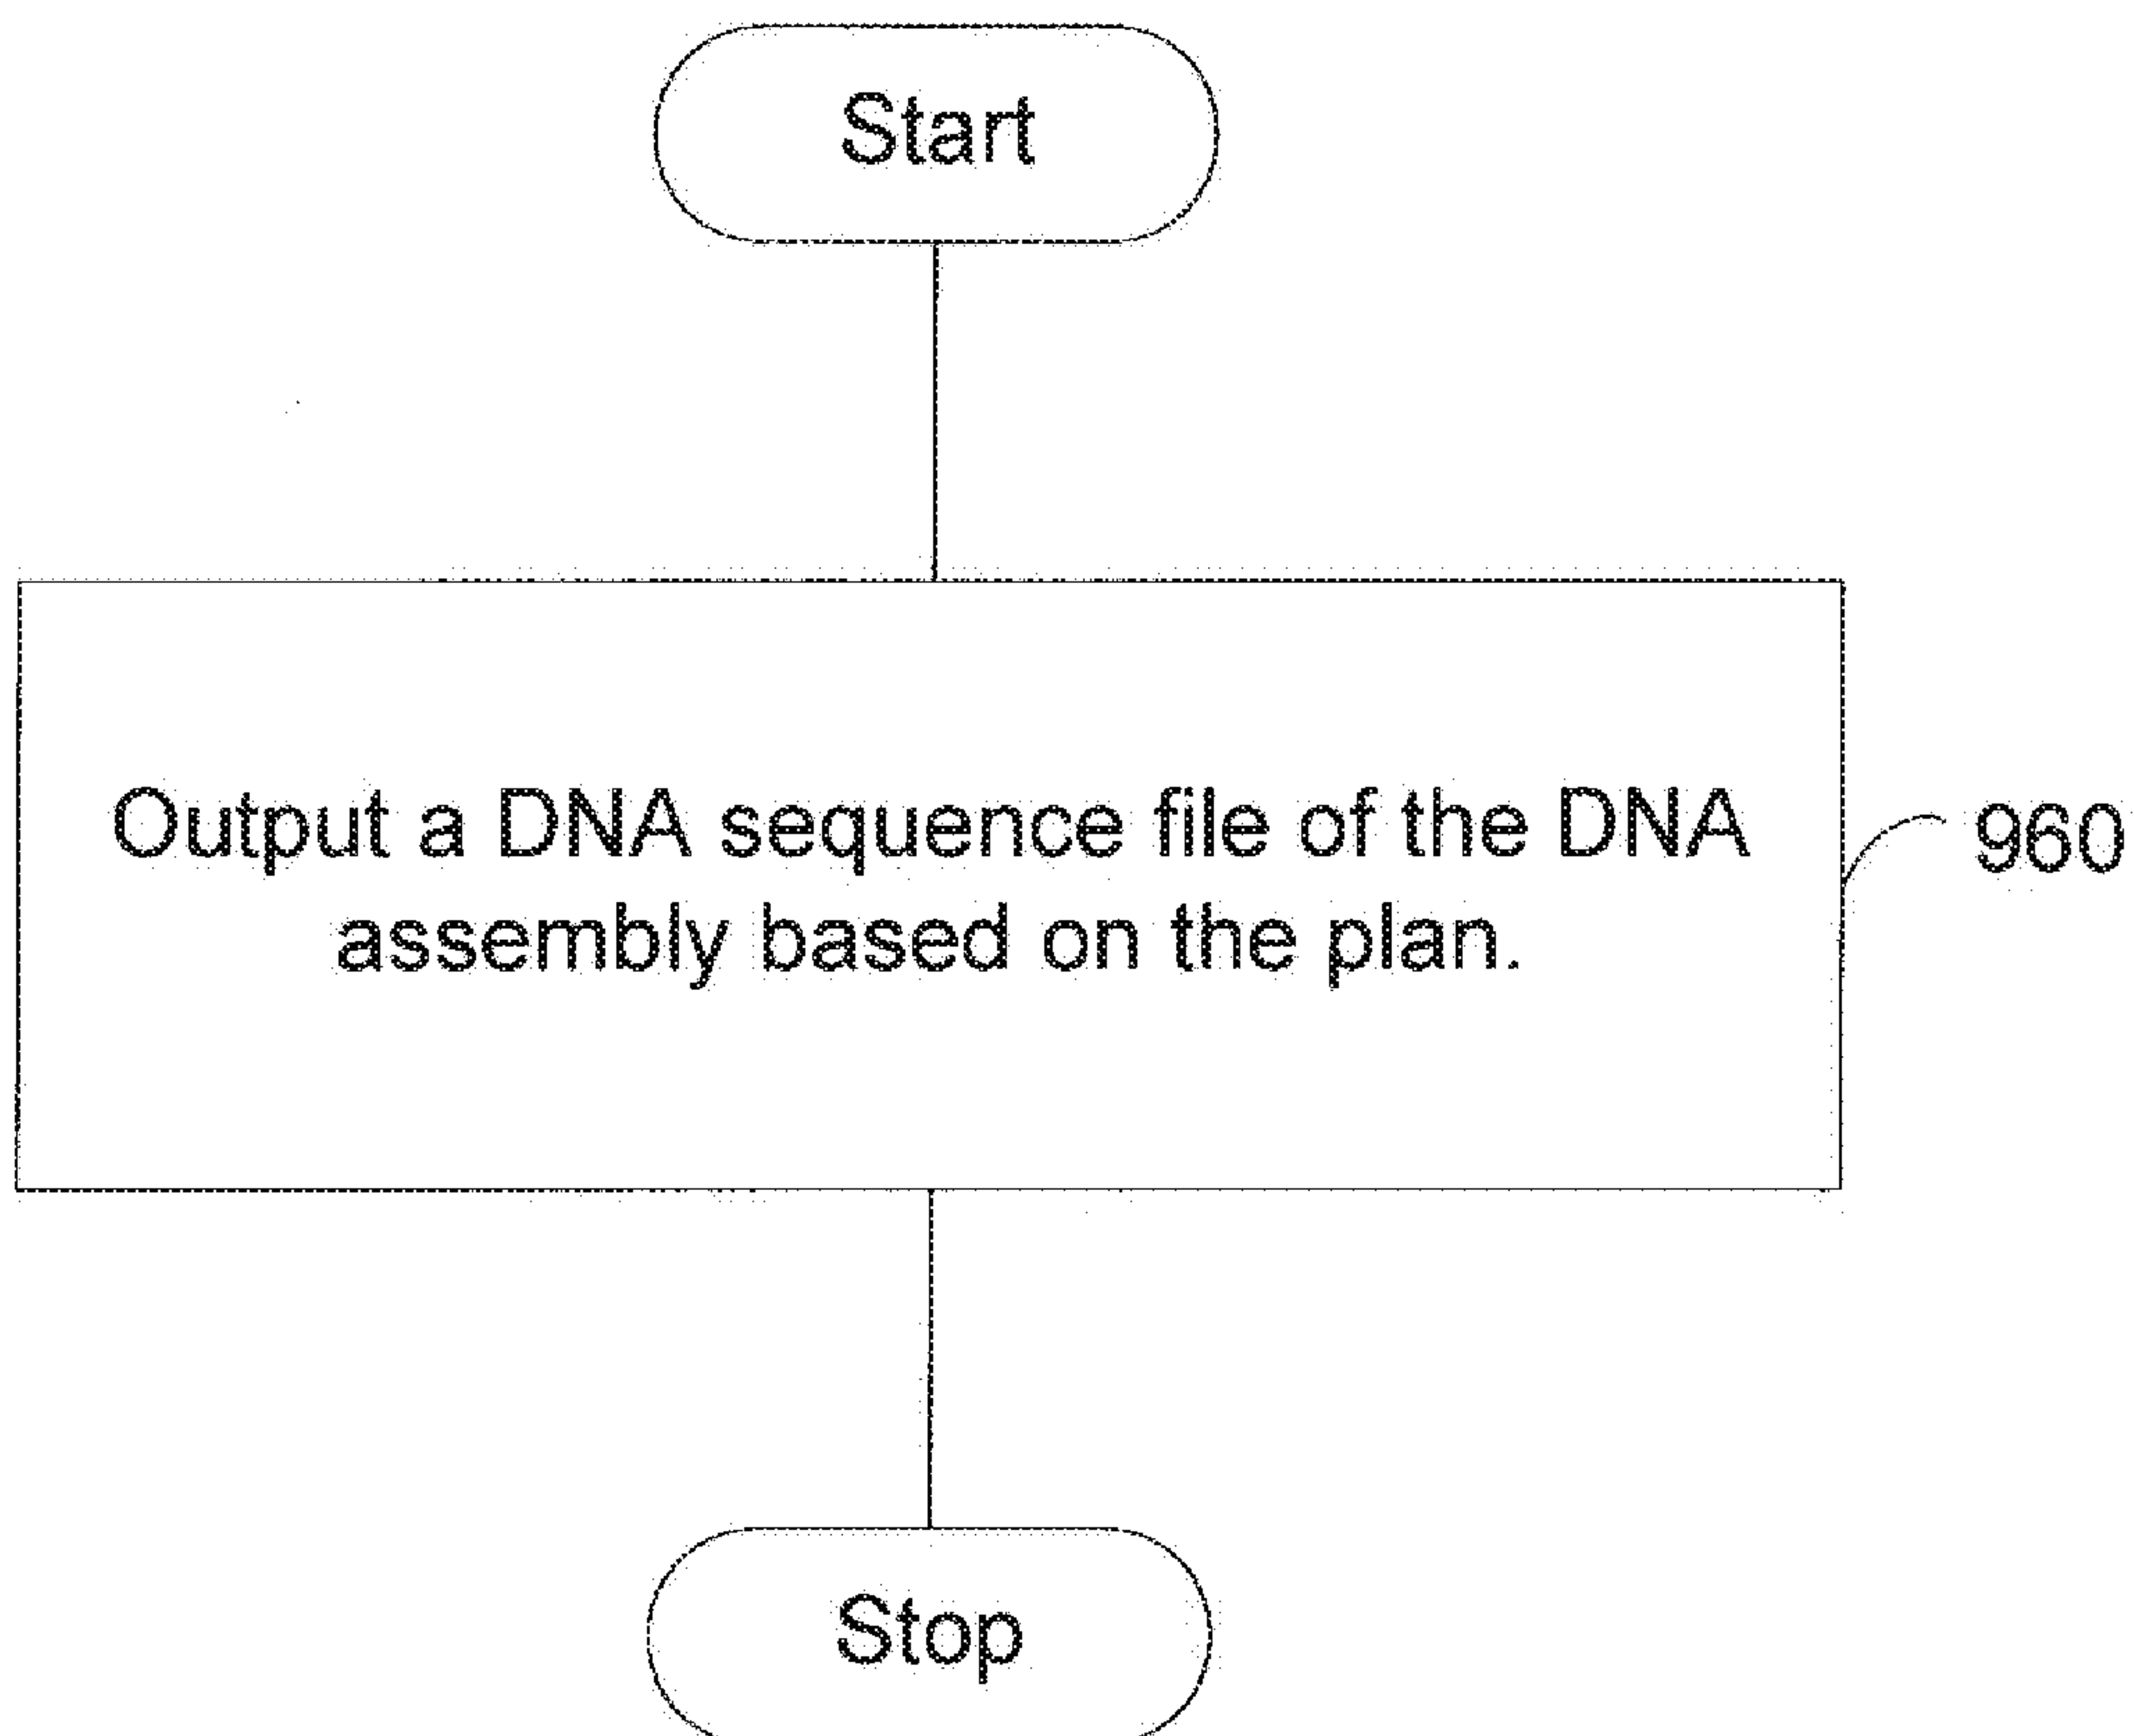 Start
Output a DNA sequence file of the DNA
assembly based on the plan.
960
Stop